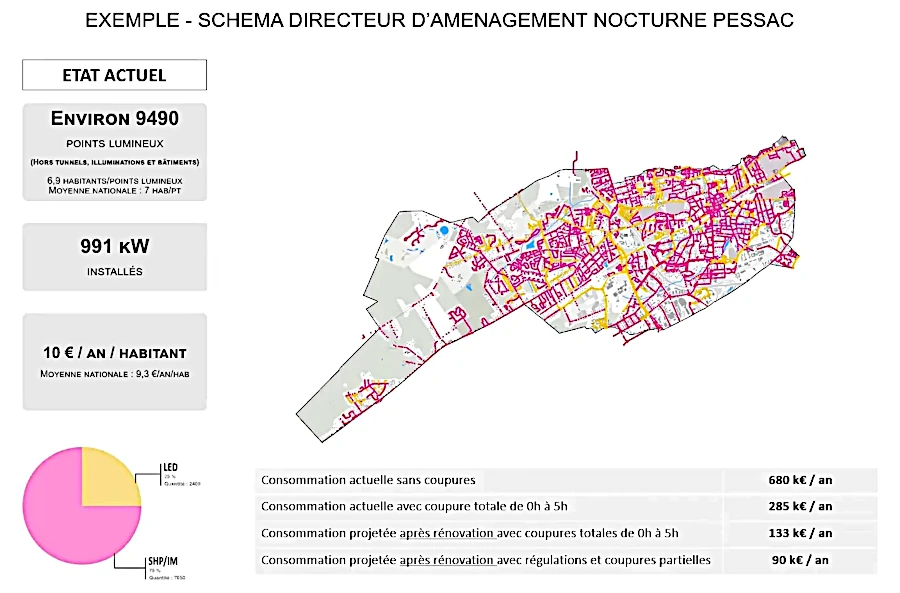 EXEMPLE - SCHEMA DIRECTEUR D'AMENAGEMENT NOCTURNE PESSAC
ETAT ACTUEL
ENVIRON 9490
POINTS LUMINEUX
(HORS TUNNELS, ILLUMINATIONS ET BÂTIMENTS)
6,9 HABITANTS/POINTS LUMINEUX
MOYENNE NATIONALE : 7 HAB/PT
991 KW
INSTALLÉS
10 € / AN / HABITANT
MOYENNE NATIONALE : 9,3 €/AN/HAB
LED
25 %
Quantité : 2400
SHP/IM
75 %
Quantité : 7050
Consommation actuelle sans coupures 680 k€ / an
Consommation actuelle avec coupure totale de 0h à 5h 285 k€ / an
Consommation projetée après rénovation avec coupures totales de 0h à 5h 133 k€ / an
Consommation projetée après rénovation avec régulations et coupures partielles 90 k€ / an